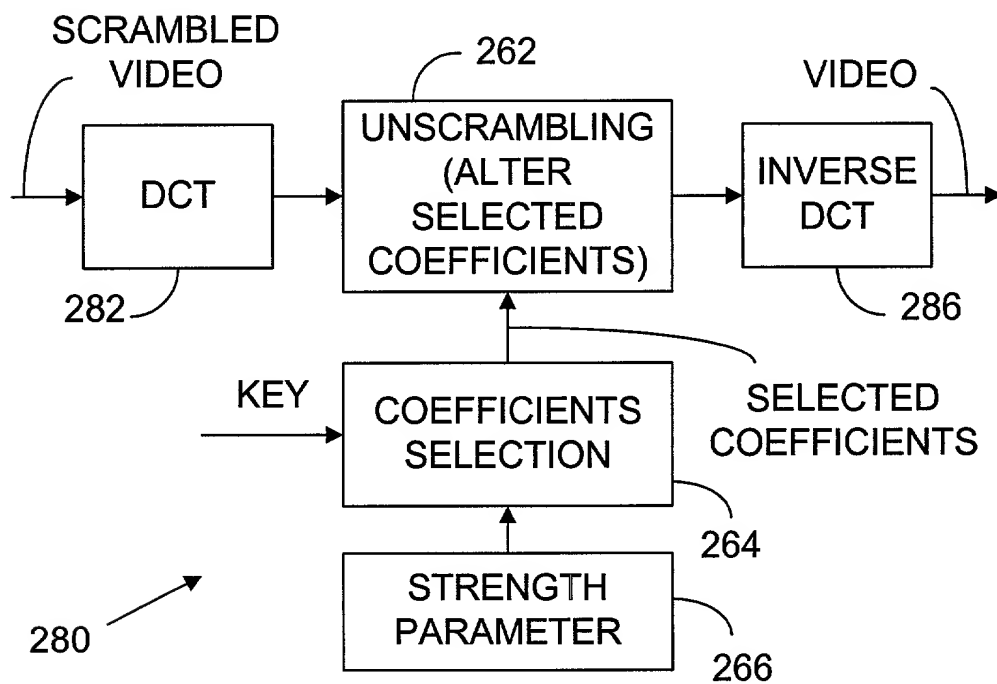 SCRAMBLED
VIDEO
262
VIDEO
DCT
UNSCRAMBLING
(ALTER
SELECTED
COEFFICIENTS)
INVERSE
DCT
282
286
KEY
COEFFICIENTS
SELECTION
SELECTED
COEFFICIENTS
264
STRENGTH
PARAMETER
280
266